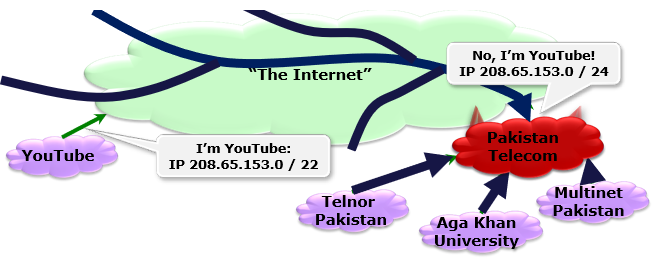 No, I'm YouTube!
IP 208.65.153.0 / 24
"The Internet"
I'm YouTube:
IP 208.65.153.0 / 22
YouTube
Pakistan
Telecom
Telnor
Pakistan
Aga Khan
University
Multinet
Pakistan